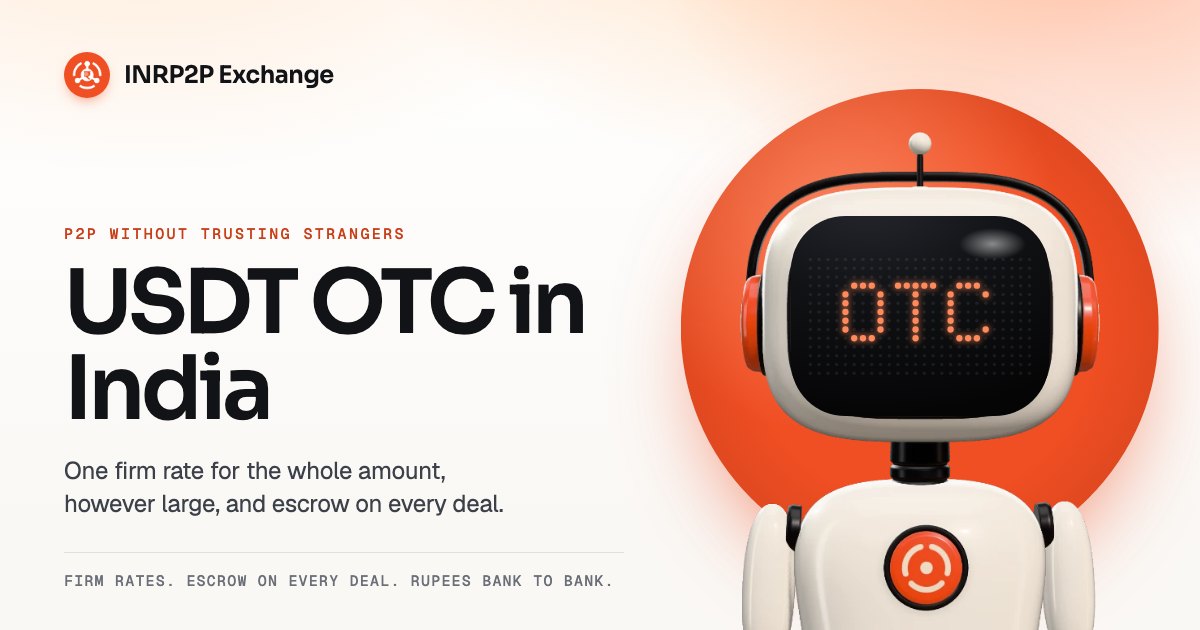 INRP2P Exchange
P2P WITHOUT TRUSTING STRANGERS
USDT OTC in
India
One firm rate for the whole amount,
however large, and escrow on every deal.
FIRM RATES. ESCROW ON EVERY DEAL. RUPEES BANK TO BANK.
OTC